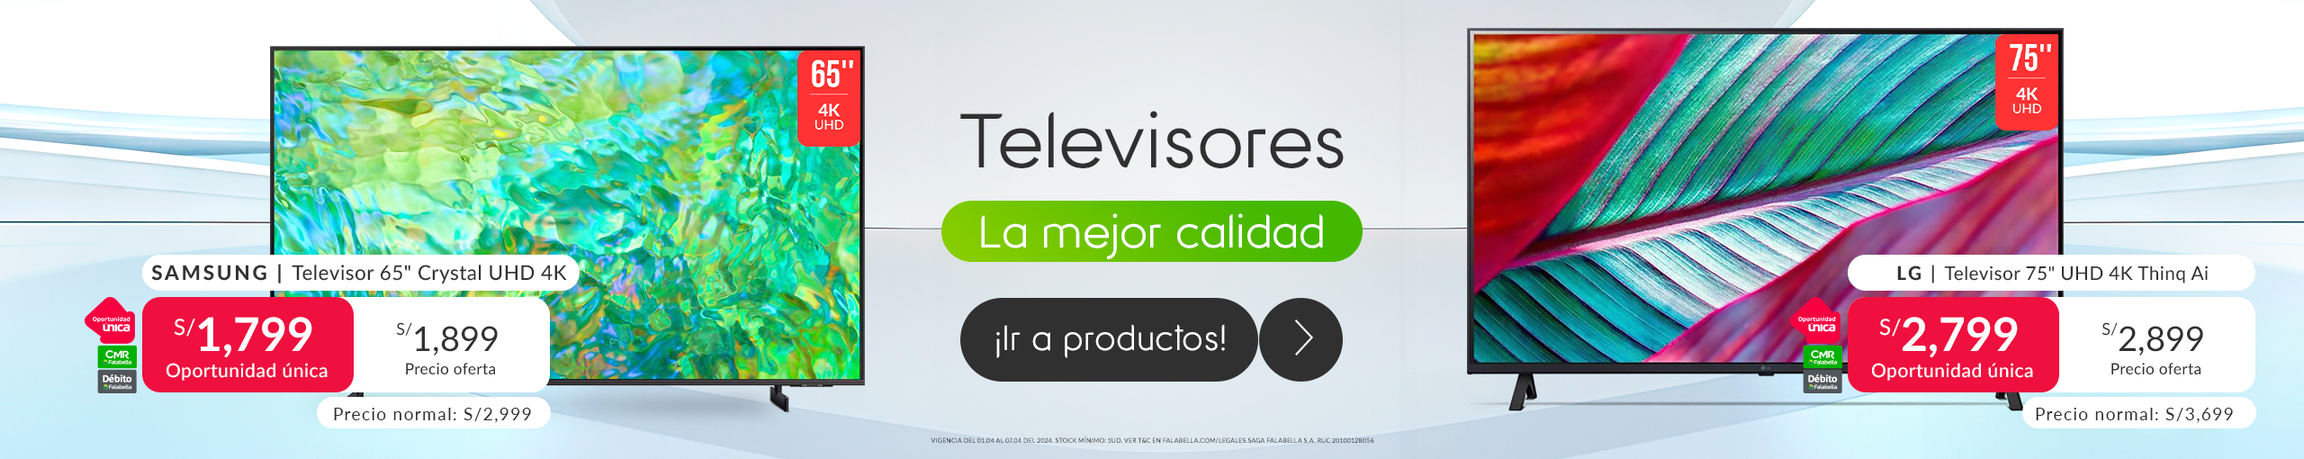 65''
4K
UHD
SAMSUNG | Televisor 65" Crystal UHD 4K
Oportunidad
única
CMR
Falabella
Débito
Falabella
S/1,799
Oportunidad única
S/1,899
Precio oferta
Precio normal: S/2,999
Televisores
La mejor calidad
¡Ir a productos!
VIGENCIA DEL 01.04 AL 07.04 DEL 2024. STOCK MÍNIMO: 1UD. VER T&C EN FALABELLA.COM/LEGALES.SAGA FALABELLA S.A. RUC 20100128056
75''
4K
UHD
LG | Televisor 75" UHD 4K Thinq Ai
Oportunidad
única
CMR
Falabella
Débito
Falabella
S/2,799
Oportunidad única
S/2,899
Precio oferta
Precio normal: S/3,699